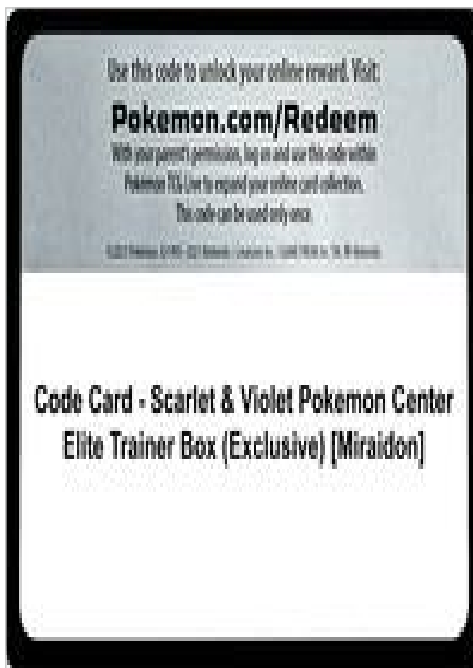 Use this code to unlock your online reward. Visit:
Pokemon.com/Redeem
With your parent's permission, log on and use this code within
Pokémon TCG Live to expand your online card collection.
This code can be used only once.
Code Card - Scarlet & Violet Pokemon Center
Elite Trainer Box (Exclusive) [Miraidon]